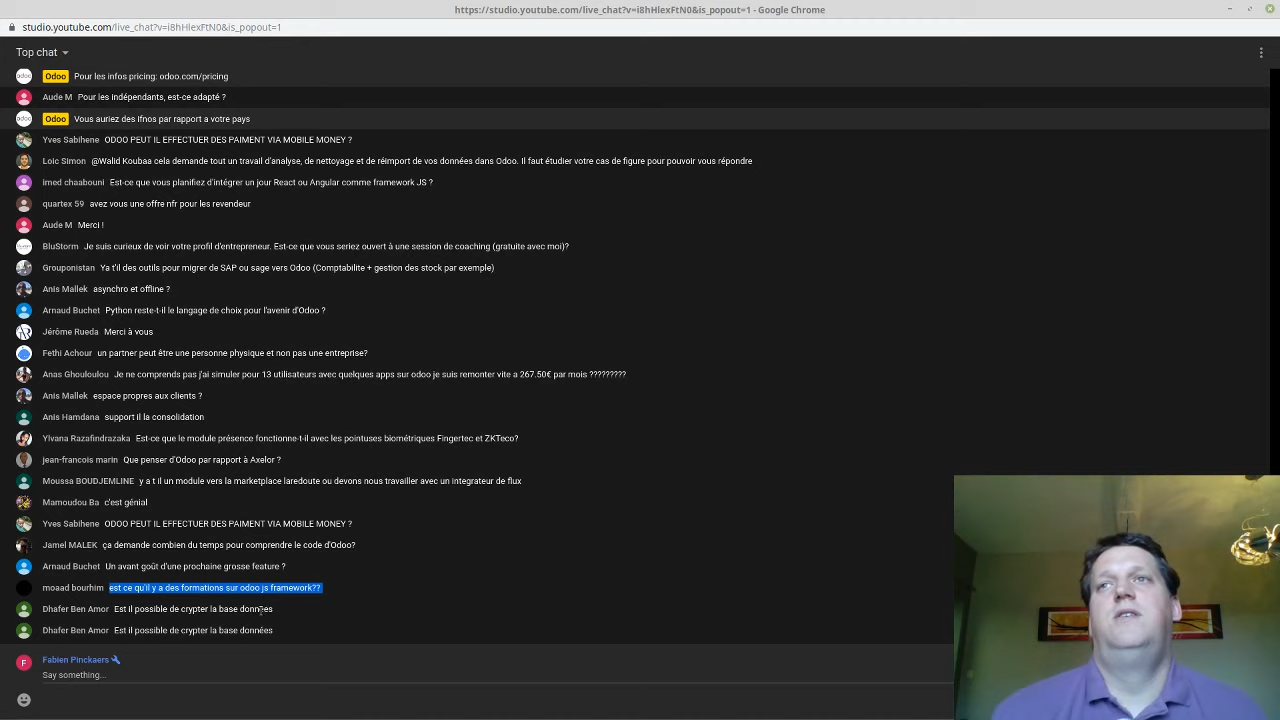 https://studio.youtube.com/live_chat?v=i8hHlexFtN0&is_popout=1 - Google Chrome
studio.youtube.com/live_chat?v=i8hHlexFtN0&is_popout=1
Top chat
Odoo Pour les infos pricing: odoo.com/pricing
Aude M Pour les indépendants, est-ce adapté ?
Odoo Vous auriez des ifnos par rapport a votre pays
Yves Sabihene ODOO PEUT IL EFFECTUER DES PAIMENT VIA MOBILE MONEY ?
Loic Simon @Walid Koubaa cela demande tout un travail d'analyse, de nettoyage et de réimport de vos données dans Odoo. Il faut étudier votre cas de figure pour pouvoir vous répondre
imed chaabouni Est-ce que vous planifiez d'intégrer un jour React ou Angular comme framework JS ?
quartex 59 avez vous une offre nfr pour les revendeur
Aude M Merci !
BluStorm Je suis curieux de voir votre profil d'entrepreneur. Est-ce que vous seriez ouvert à une session de coaching (gratuite avec moi)?
Grouponistan Ya t'il des outils pour migrer de SAP ou sage vers Odoo (Comptabilite + gestion des stock par exemple)
Anis Mallek asynchro et offline ?
Arnaud Buchet Python reste-t-il le langage de choix pour l'avenir d'Odoo ?
Jérôme Rueda Merci à vous
Fethi Achour un partner peut être une personne physique et non pas une entreprise?
Anas Ghouloulou Je ne comprends pas j'ai simuler pour 13 utilisateurs avec quelques apps sur odoo je suis remonter vite a 267.50€ par mois ?????????
Anis Mallek espace propres aux clients ?
Anis Hamdana support il la consolidation
Ylvana Razafindrazaka Est-ce que le module présence fonctionne-t-il avec les pointuses biométriques Fingertec et ZKTeco?
jean-francois marin Que penser d'Odoo par rapport à Axelor ?
Moussa BOUDJEMLINE y a t il un module vers la marketplace laredoute ou devons nous travailler avec un integrateur de flux
Mamoudou Ba c'est génial
Yves Sabihene ODOO PEUT IL EFFECTUER DES PAIMENT VIA MOBILE MONEY ?
Jamel MALEK ça demande combien du temps pour comprendre le code d'Odoo?
Arnaud Buchet Un avant goût d'une prochaine grosse feature ?
moaad bourhim est ce qu'il y a des formations sur odoo js framework??
Dhafer Ben Amor Est il possible de crypter la base données
Dhafer Ben Amor Est il possible de crypter la base données
F Fabien Pinckaers
Say something...